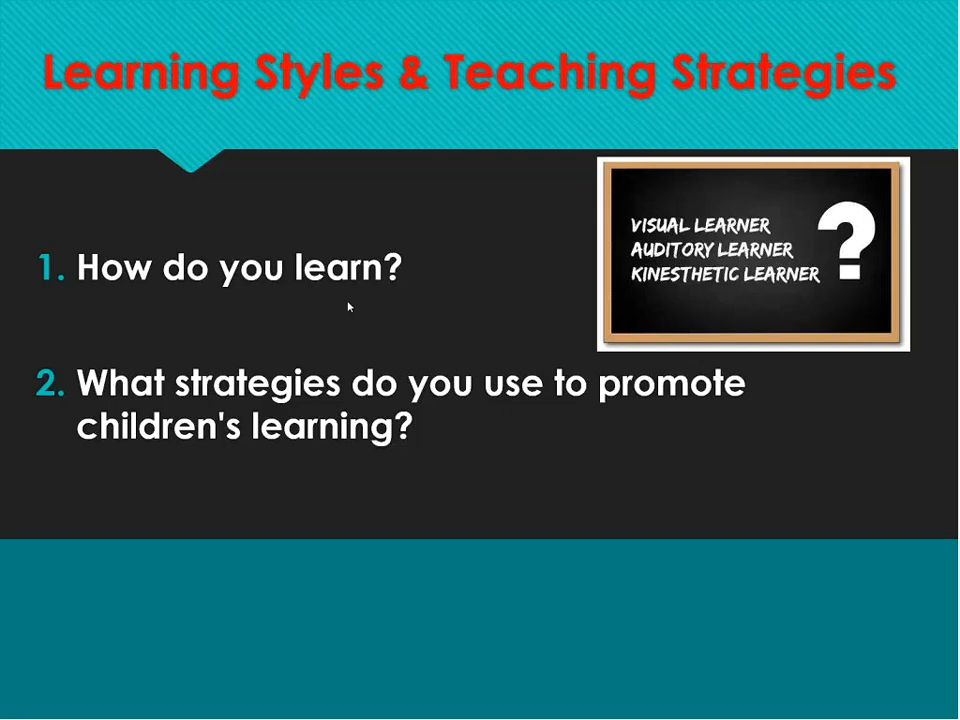 Learning Styles & Teaching Strategies
VISUAL LEARNER
AUDITORY LEARNER
KINESTHETIC LEARNER
?
1. How do you learn?
2. What strategies do you use to promote
children's learning?